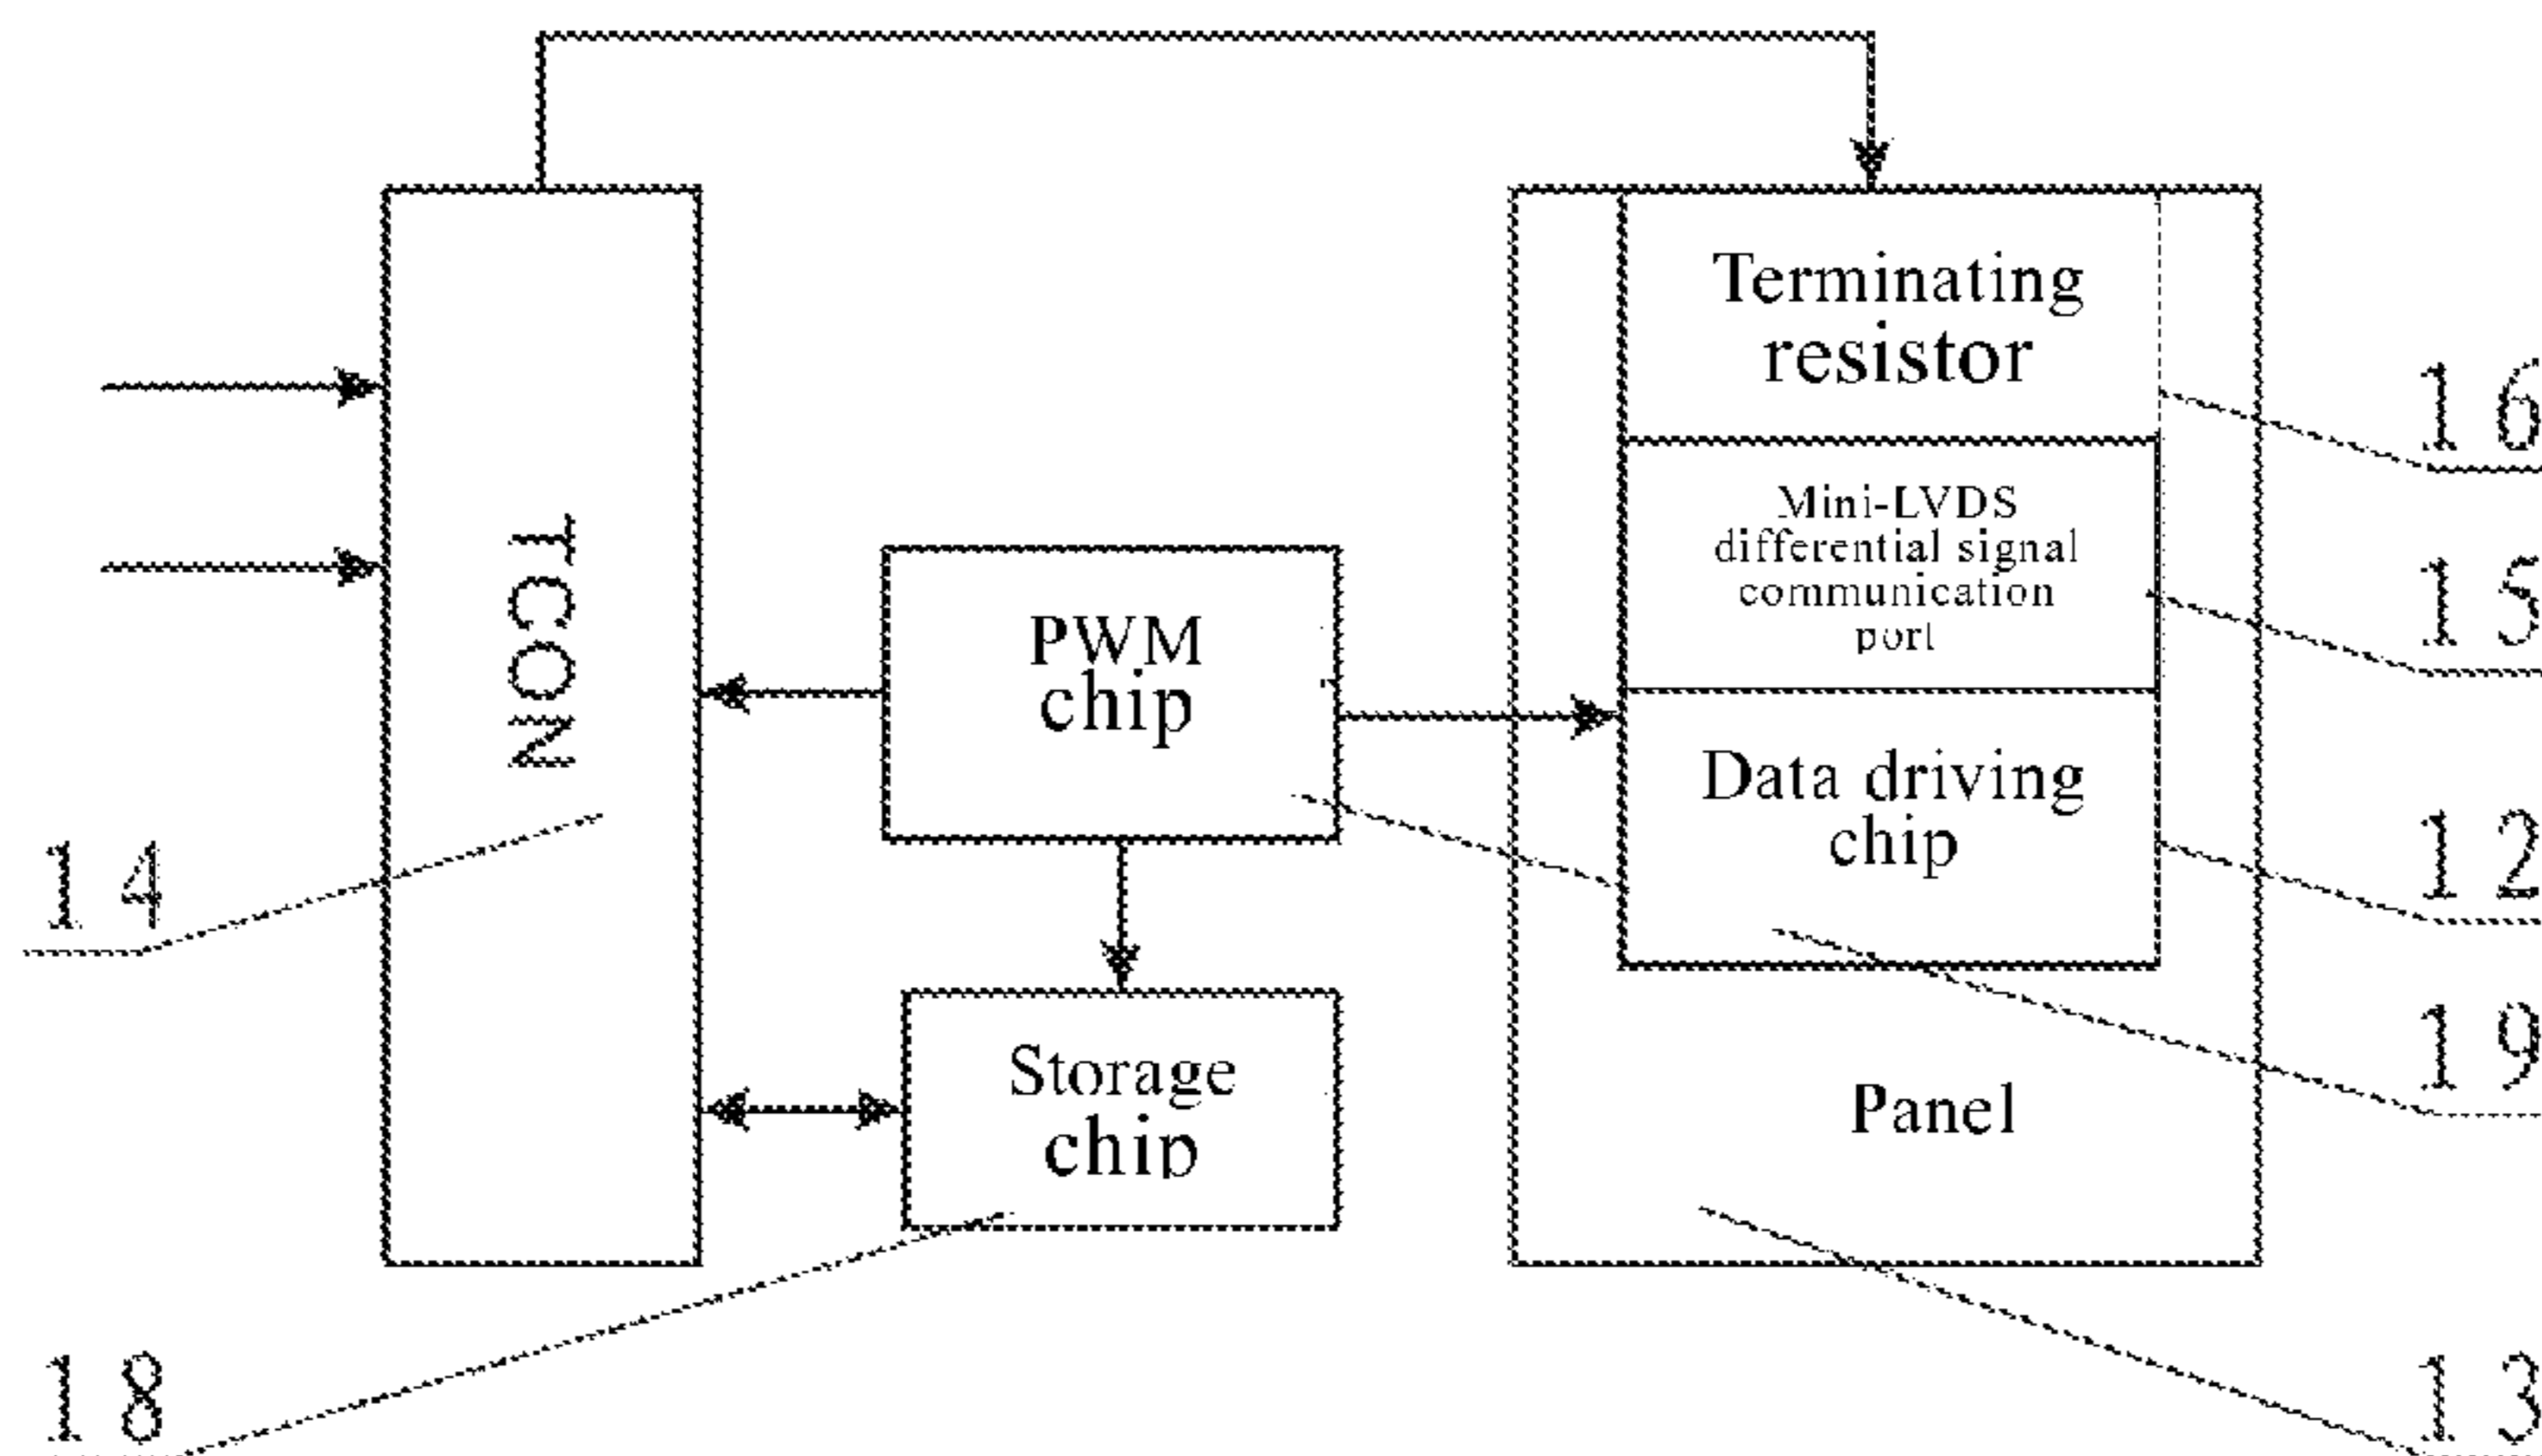 TCON
PWM
chip
Storage
chip
Terminating
resistor
Mini-LVDS
differential signal
communication
port
Data driving
chip
Panel
14
18
16
15
12
19
13